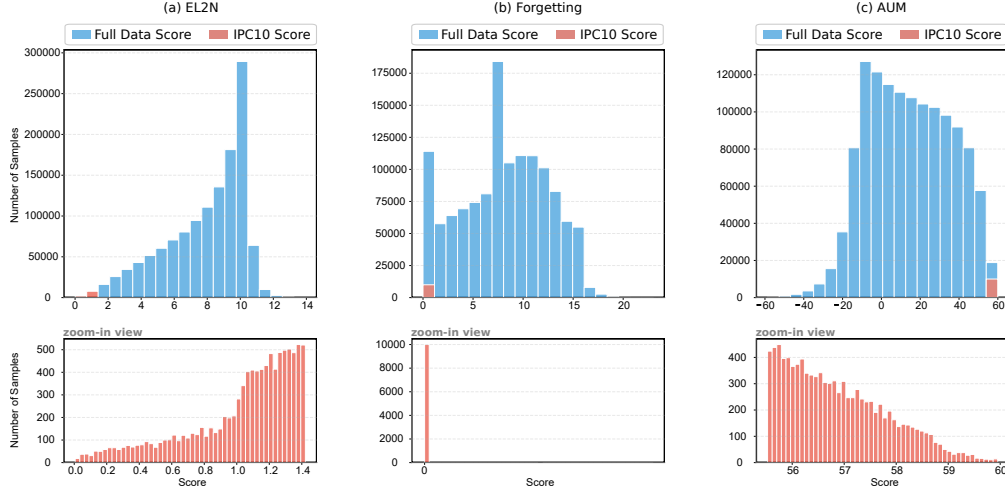 (a) EL2N
(b) Forgetting
(c) AUM
Full Data Score
IPC10 Score
Full Data Score
IPC10 Score
Full Data Score
IPC10 Score
Number of Samples
300000
250000
200000
150000
100000
50000
0
0 2 4 6 8 10 12 14
175000
150000
125000
100000
75000
50000
25000
0
0 5 10 15 20
120000
100000
80000
60000
40000
20000
0
−60 −40 −20 0 20 40 60
zoom-in view
zoom-in view
zoom-in view
Number of Samples
500
400
300
200
100
0
0.0 0.2 0.4 0.6 0.8 1.0 1.2 1.4
Score
10000
8000
6000
4000
2000
0
0
Score
400
300
200
100
0
56 57 58 59 60
Score